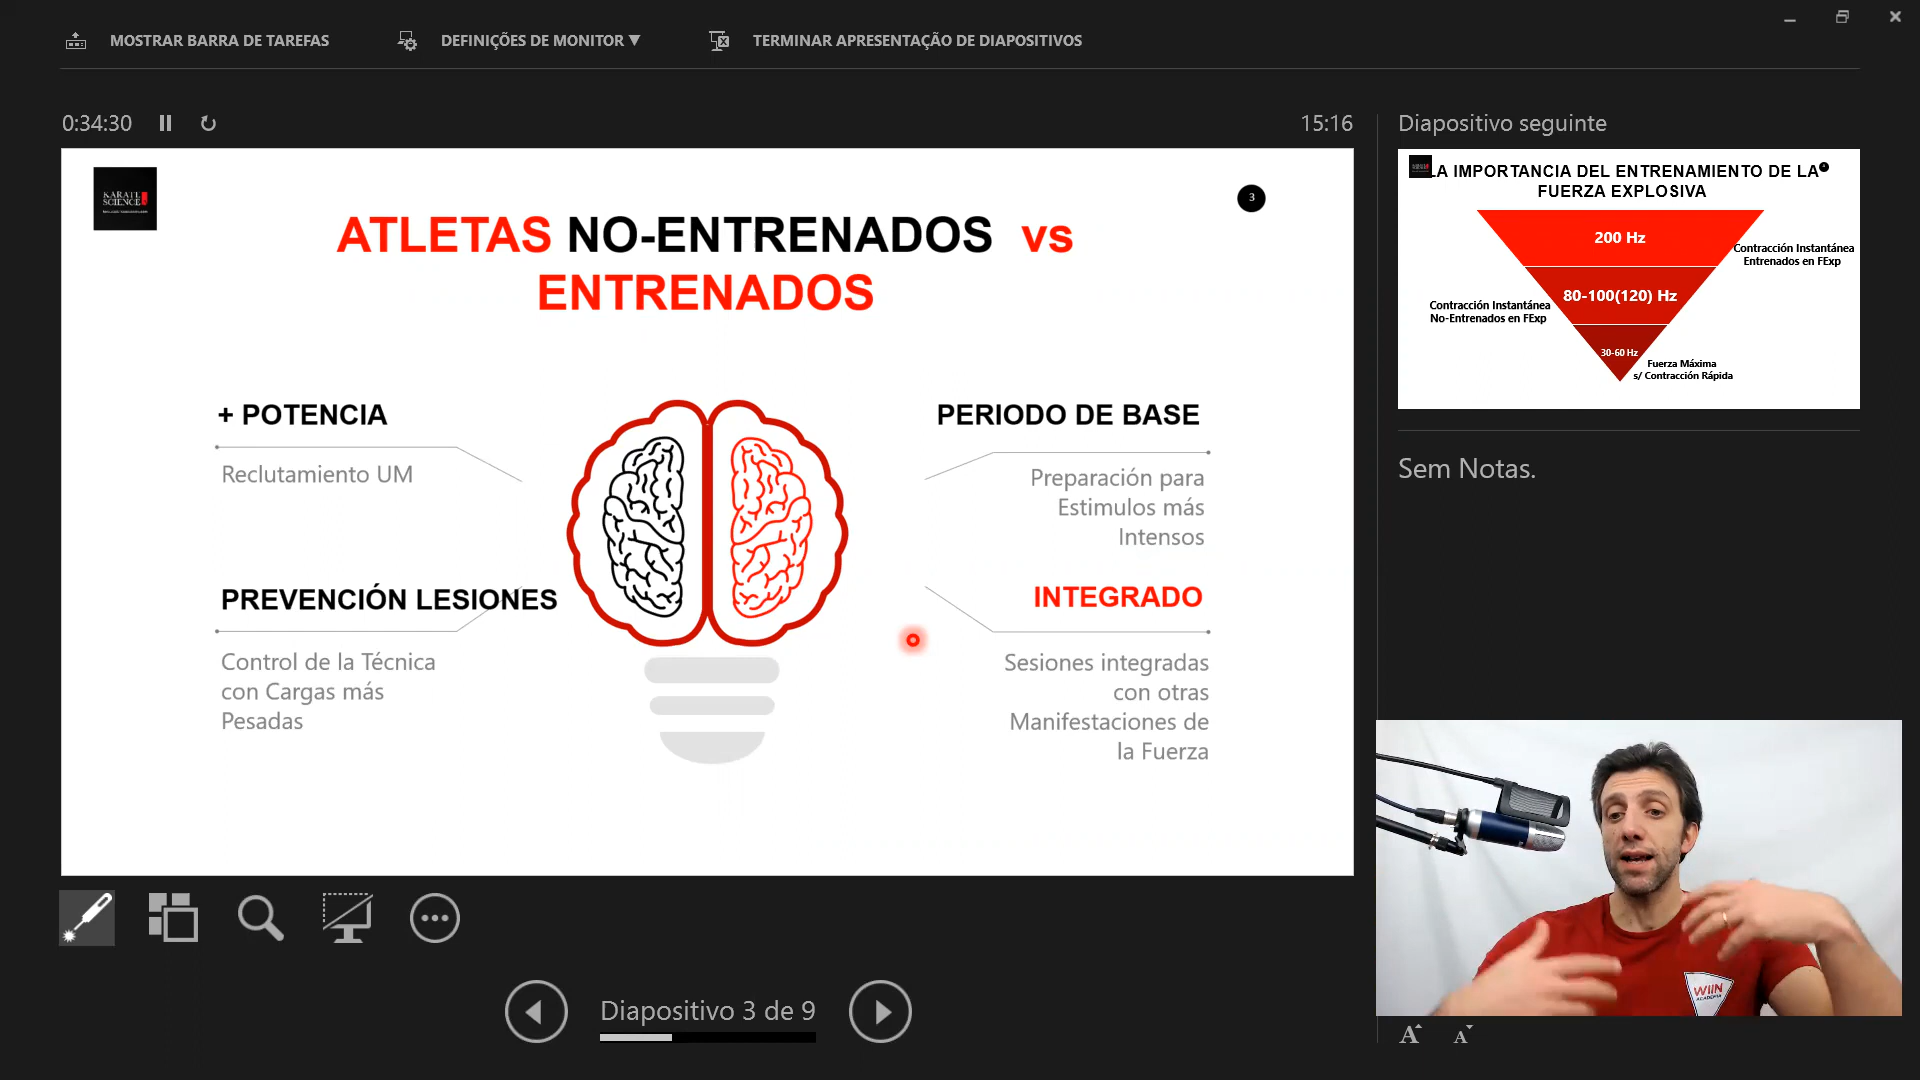 MOSTRAR BARRA DE TAREFAS
DEFINIÇÕES DE MONITOR ▼
TERMINAR APRESENTAÇÃO DE DIAPOSITIVOS
0:34:30
15:16
KARATE
SCIENCE
3
ATLETAS NO-ENTRENADOS vs
ENTRENADOS
+ POTENCIA
Reclutamiento UM
PREVENCIÓN LESIONES
Control de la Técnica
con Cargas más
Pesadas
PERIODO DE BASE
Preparación para
Estimulos más
Intensos
INTEGRADO
Sesiones integradas
con otras
Manifestaciones de
la Fuerza
Diapositivo seguinte
LA IMPORTANCIA DEL ENTRENAMIENTO DE LA
FUERZA EXPLOSIVA
200 Hz
Contracción Instantánea
Entrenados en FExp
80-100(120) Hz
Contracción Instantánea
No-Entrenados en FExp
30-60 Hz
Fuerza Máxima
s/ Contracción Rápida
Sem Notas.
WIIN
ACADEMIA
Diapositivo 3 de 9
A A